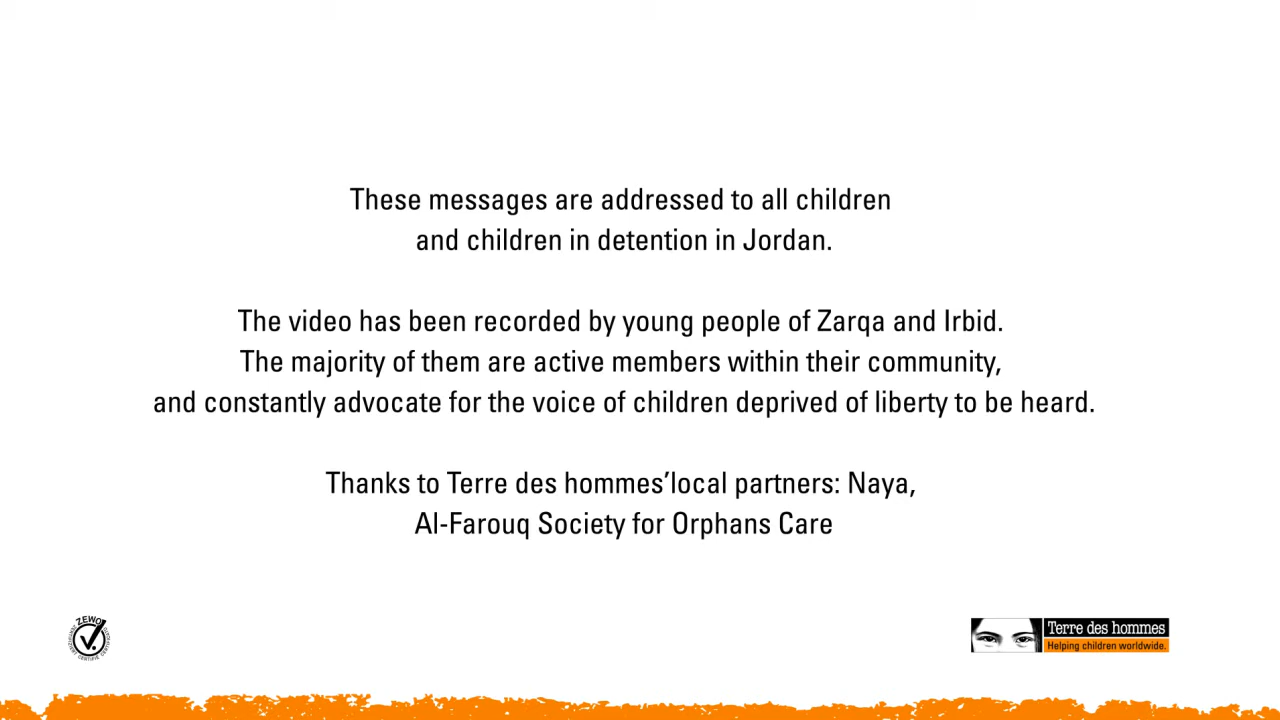 These messages are addressed to all children
and children in detention in Jordan.
The video has been recorded by young people of Zarqa and Irbid.
The majority of them are active members within their community,
and constantly advocate for the voice of children deprived of liberty to be heard.
Thanks to Terre des hommes’local partners: Naya,
Al-Farouq Society for Orphans Care
ZEWO
Terre des hommes
Helping children worldwide.